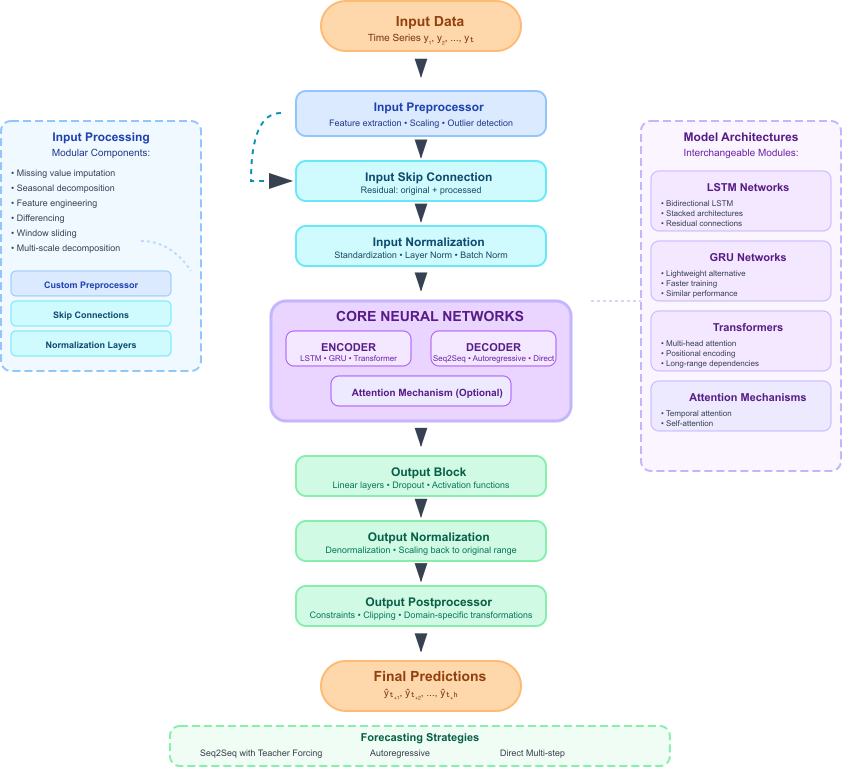 Input Data
Time Series y₁, y₂, ..., yₜ
Input Preprocessor
Feature extraction • Scaling • Outlier detection
Input Skip Connection
Residual: original + processed
Input Normalization
Standardization • Layer Norm • Batch Norm
Input Processing
Modular Components:
• Missing value imputation
• Seasonal decomposition
• Feature engineering
• Differencing
• Window sliding
• Multi-scale decomposition
Custom Preprocessor
Skip Connections
Normalization Layers
CORE NEURAL NETWORKS
ENCODER
LSTM • GRU • Transformer
DECODER
Seq2Seq • Autoregressive • Direct
Attention Mechanism (Optional)
Model Architectures
Interchangeable Modules:
LSTM Networks
• Bidirectional LSTM
• Stacked architectures
• Residual connections
GRU Networks
• Lightweight alternative
• Faster training
• Similar performance
Transformers
• Multi-head attention
• Positional encoding
• Long-range dependencies
Attention Mechanisms
• Temporal attention
• Self-attention
Output Block
Linear layers • Dropout • Activation functions
Output Normalization
Denormalization • Scaling back to original range
Output Postprocessor
Constraints • Clipping • Domain-specific transformations
Final Predictions
ŷₜ₊₁, ŷₜ₊₂, ..., ŷₜ₊ₕ
Forecasting Strategies
Seq2Seq with Teacher Forcing
Autoregressive
Direct Multi-step